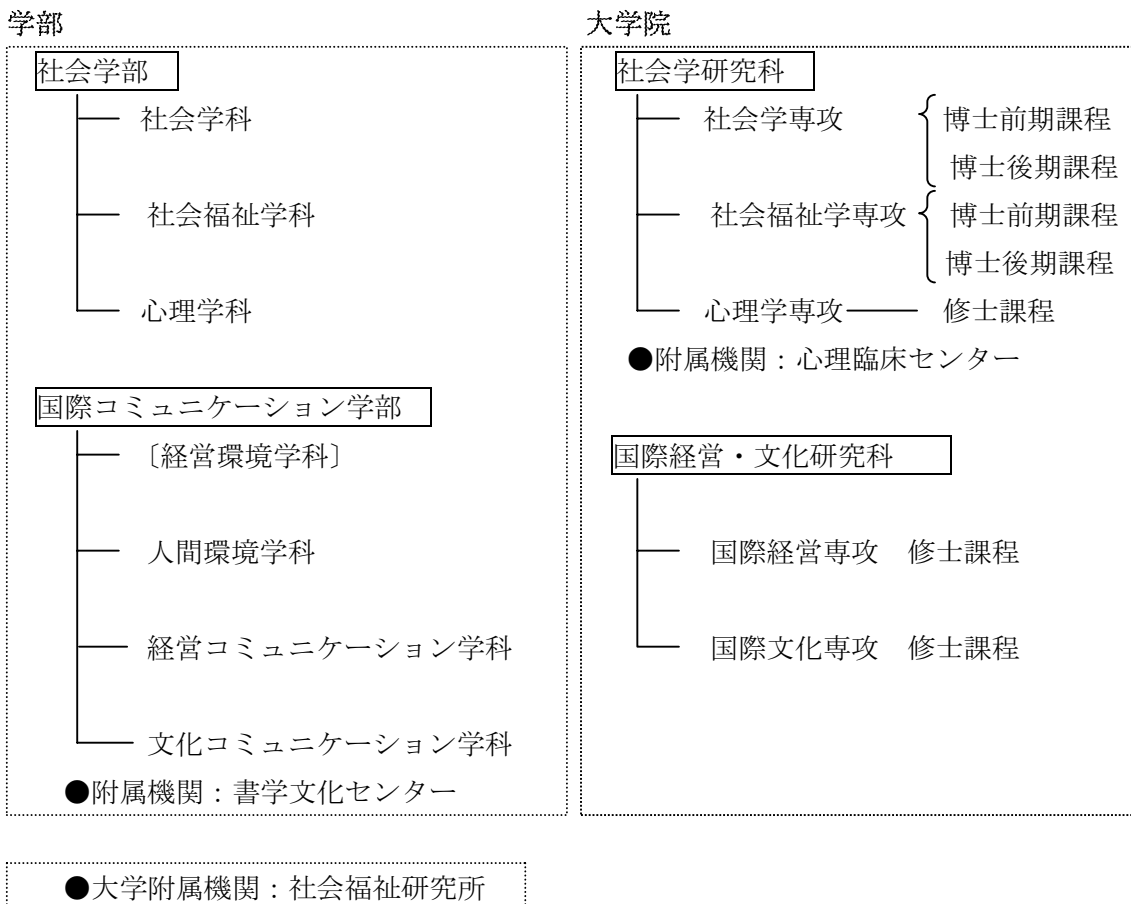 学部
社会学部
社会学科
社会福祉学科
心理学科
国際コミュニケーション学部
〔経営環境学科〕
人間環境学科
経営コミュニケーション学科
文化コミュニケーション学科
●附属機関：書学文化センター
大学院
社会学研究科
社会学専攻 博士前期課程
博士後期課程
社会福祉学専攻 博士前期課程
博士後期課程
心理学専攻 修士課程
●附属機関：心理臨床センター
国際経営・文化研究科
国際経営専攻　修士課程
国際文化専攻　修士課程
●大学附属機関：社会福祉研究所